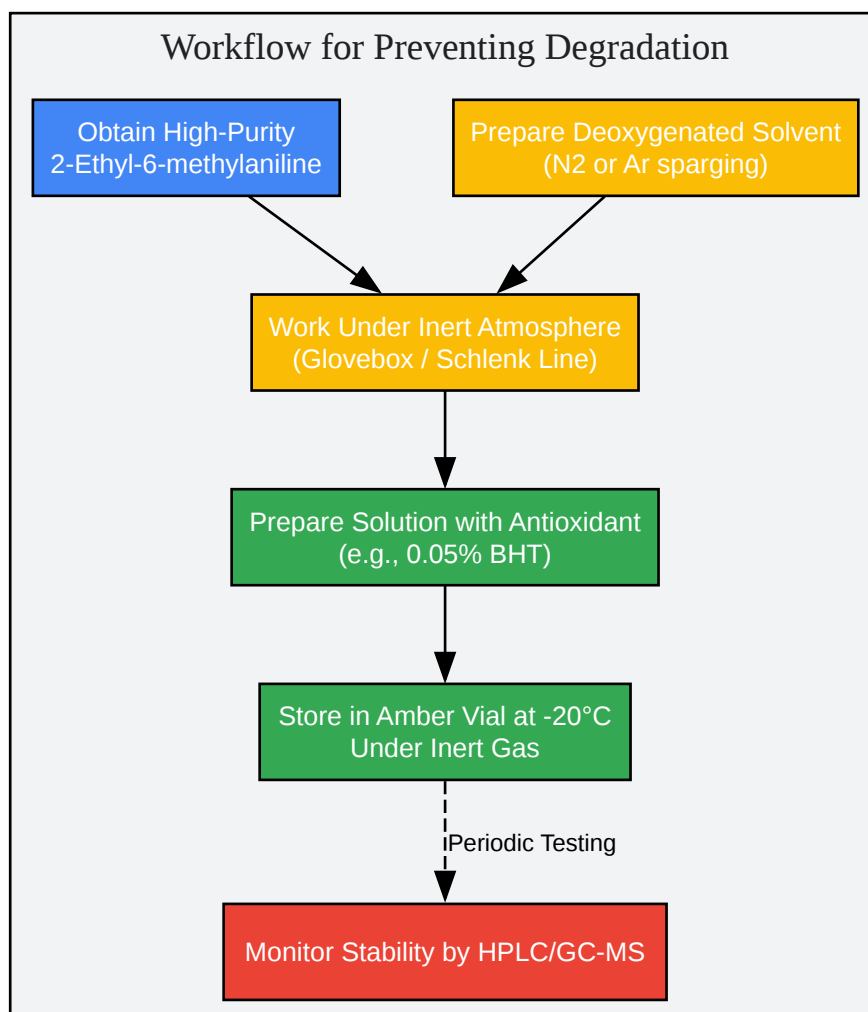 Workflow for Preventing Degradation
Obtain High-Purity
2-Ethyl-6-methylaniline
Prepare Deoxygenated Solvent
(N2 or Ar sparging)
Work Under Inert Atmosphere
(Glovebox / Schlenk Line)
Prepare Solution with Antioxidant
(e.g., 0.05% BHT)
Store in Amber Vial at -20°C
Under Inert Gas
Periodic Testing
Monitor Stability by HPLC/GC-MS